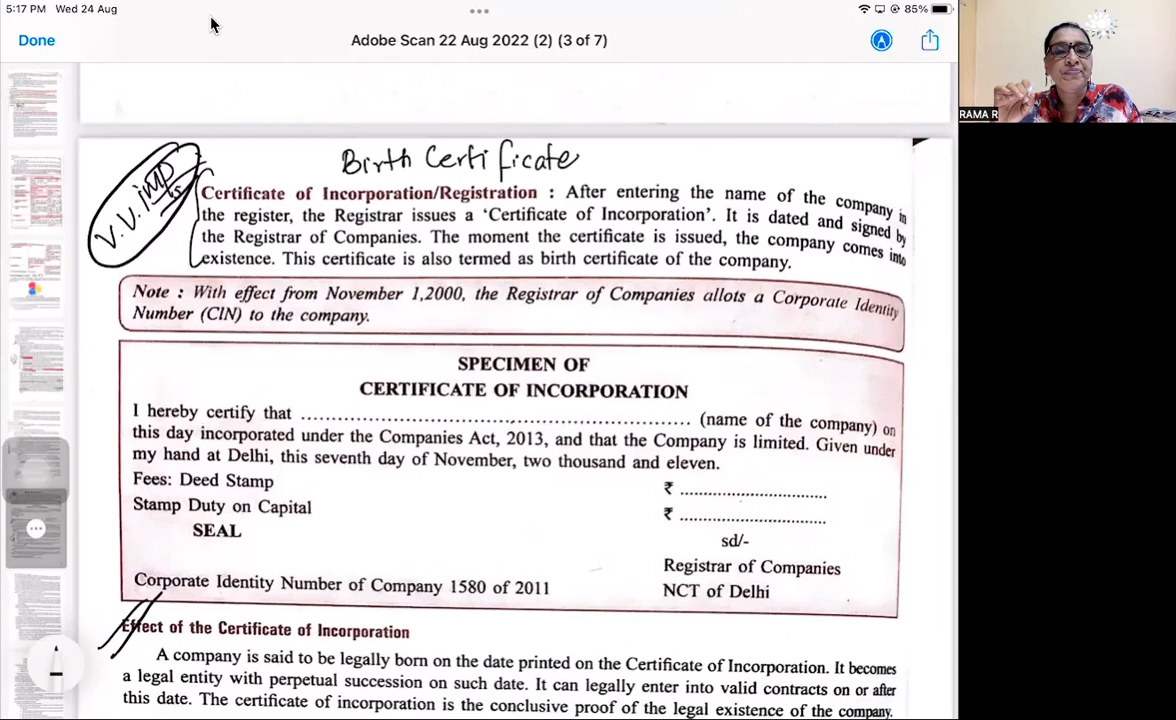 5:17 PM Wed 24 Aug
85%
Done
Adobe Scan 22 Aug 2022 (2) (3 of 7)
RAMA R
Birth Certificate
V.V. imp
Certificate of Incorporation/Registration : After entering the name of the company in
the register, the Registrar issues a ‘Certificate of Incorporation’. It is dated and signed by
the Registrar of Companies. The moment the certificate is issued, the company comes into
existence. This certificate is also termed as birth certificate of the company.
Note : With effect from November 1,2000, the Registrar of Companies allots a Corporate Identity
Number (CIN) to the company.
SPECIMEN OF
CERTIFICATE OF INCORPORATION
I hereby certify that ........................................................................ (name of the company) on
this day incorporated under the Companies Act, 2013, and that the Company is limited. Given under
my hand at Delhi, this seventh day of November, two thousand and eleven.
Fees: Deed Stamp ₹ ................................
Stamp Duty on Capital ₹ ................................
SEAL
sd/-
Registrar of Companies
Corporate Identity Number of Company 1580 of 2011
NCT of Delhi
Effect of the Certificate of Incorporation
A company is said to be legally born on the date printed on the Certificate of Incorporation. It becomes
a legal entity with perpetual succession on such date. It can legally enter into valid contracts on or after
this date. The certificate of incorporation is the conclusive proof of the legal existence of the company.